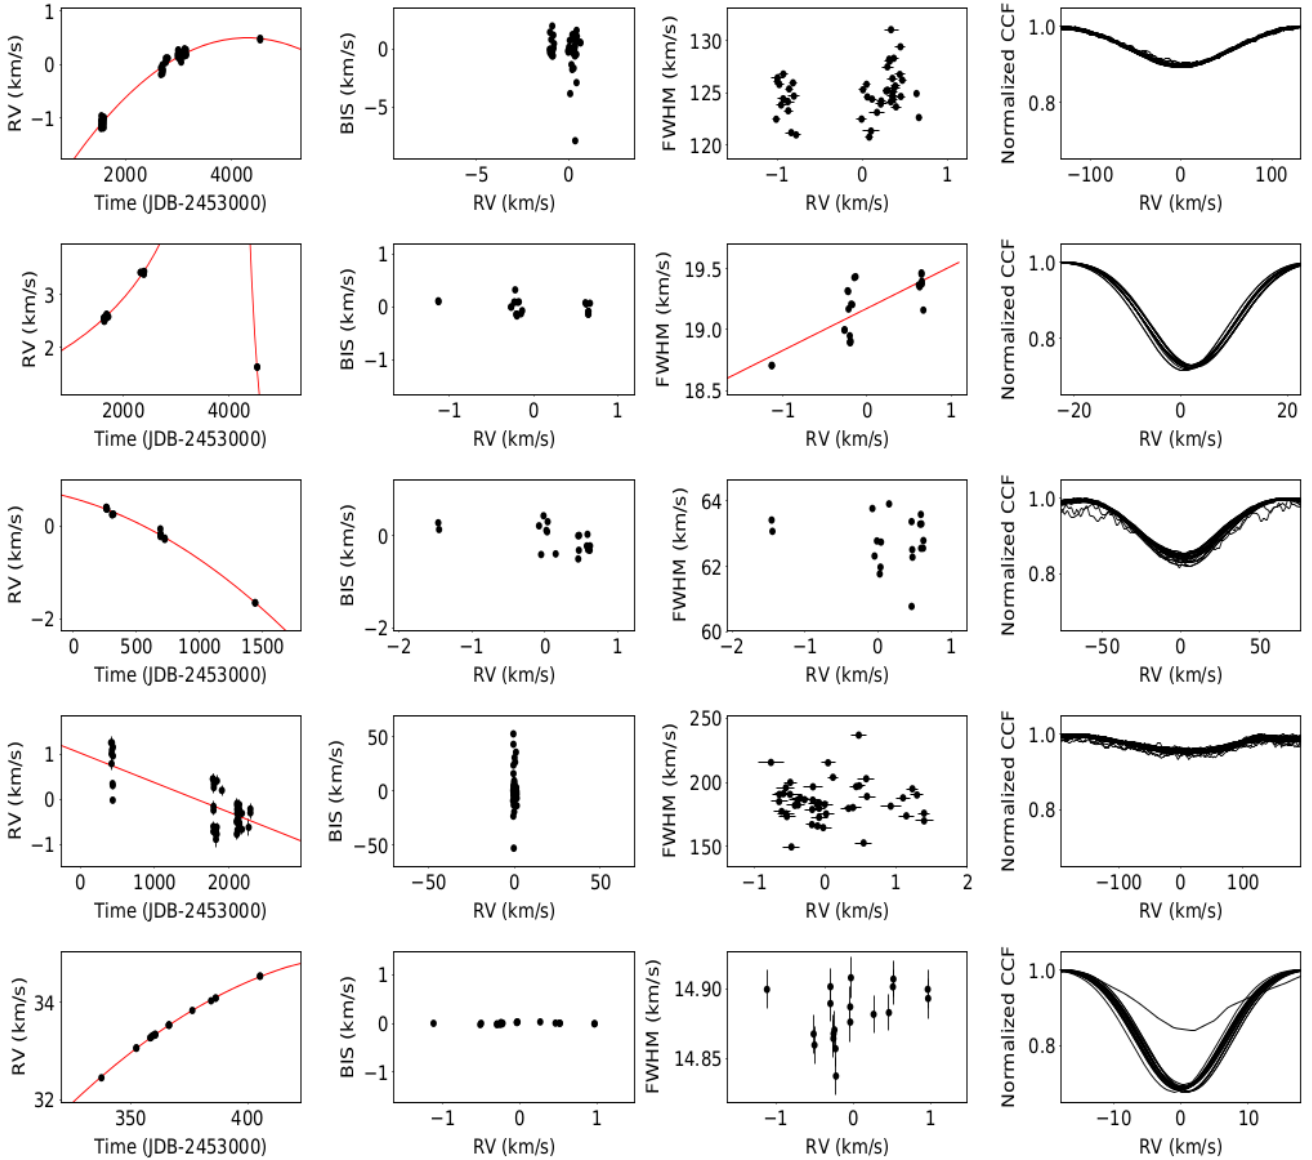 RV (km/s)
1
0
−1
2000
4000
Time (JDB-2453000)
BIS (km/s)
0
−5
−5
0
RV (km/s)
FWHM (km/s)
130
125
120
−1
0
1
RV (km/s)
Normalized CCF
1.0
0.8
−100
0
100
RV (km/s)
RV (km/s)
3
2
2000
4000
Time (JDB-2453000)
BIS (km/s)
1
0
−1
−1
0
1
RV (km/s)
FWHM (km/s)
19.5
19.0
18.5
−1
0
1
RV (km/s)
Normalized CCF
1.0
0.8
−20
0
20
RV (km/s)
RV (km/s)
0
−2
0
500
1000
1500
Time (JDB-2453000)
BIS (km/s)
0
−2
−2
−1
0
1
RV (km/s)
FWHM (km/s)
64
62
60
−2
−1
0
1
RV (km/s)
Normalized CCF
1.0
0.8
−50
0
50
RV (km/s)
RV (km/s)
1
0
−1
0
1000
2000
Time (JDB-2453000)
BIS (km/s)
50
0
−50
−50
0
50
RV (km/s)
FWHM (km/s)
250
200
150
−1
0
1
2
RV (km/s)
Normalized CCF
1.0
0.8
−100
0
100
RV (km/s)
RV (km/s)
34
32
350
400
Time (JDB-2453000)
BIS (km/s)
1
0
−1
−1
0
1
RV (km/s)
FWHM (km/s)
14.90
14.85
−1
0
1
RV (km/s)
Normalized CCF
1.0
0.8
−10
0
10
RV (km/s)